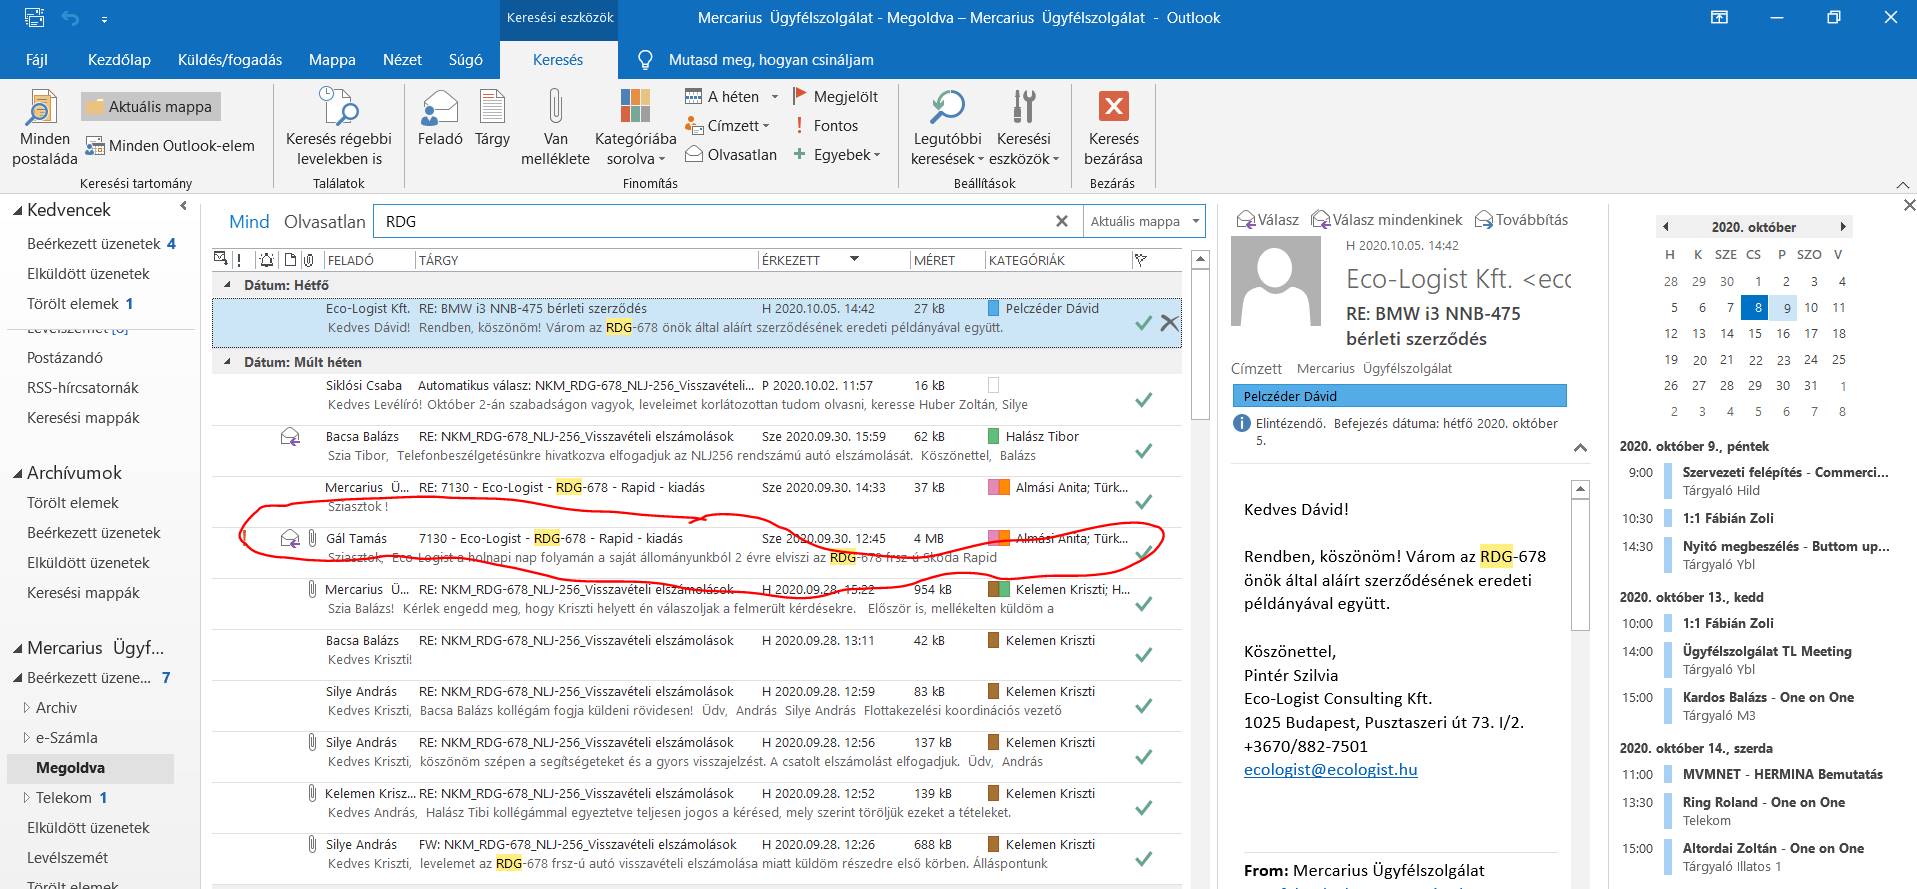 Keresési eszközök
Mercarius Ügyfélszolgálat - Megoldva – Mercarius Ügyfélszolgálat - Outlook
Fájl Kezdőlap Küldés/fogadás Mappa Nézet Súgó Keresés Mutasd meg, hogyan csináljam
Minden postaláda
Aktuális mappa
Minden Outlook-elem
Keresési tartomány
Keresés régebbi levelekben is
Találatok
Feladó
Tárgy
Van melléklete
Kategóriába sorolva
A héten
Címzett
Olvasatlan
Megjelölt
Fontos
Egyebek
Finomítás
Legutóbbi keresések
Keresési eszközök
Beállítások
Keresés bezárása
Bezárás
Kedvencek
Beérkezett üzenetek 4
Elküldött üzenetek
Törölt elemek 1
Levélszemét [6]
Postázandó
RSS-hírcsatornák
Keresési mappák
Archívumok
Törölt elemek
Beérkezett üzenetek
Elküldött üzenetek
Keresési mappák
Mercarius Ügyf...
Beérkezett üzene... 7
Archiv
e-Számla
Megoldva
Telekom 1
Elküldött üzenetek
Levélszemét
Törölt elemek
Mind Olvasatlan RDG Aktuális mappa
! FELADÓ TÁRGY ÉRKEZETT MÉRET KATEGÓRIÁK
Dátum: Hétfő
Eco-Logist Kft. RE: BMW i3 NNB-475 bérleti szerződés H 2020.10.05. 14:42 27 kB Pelczéder Dávid
Kedves Dávid! Rendben, köszönöm! Várom az RDG-678 önök által aláírt szerződésének eredeti példányával együtt.
Dátum: Múlt héten
Siklósi Csaba Automatikus válasz: NKM_RDG-678_NLJ-256_Visszavételi... P 2020.10.02. 11:57 16 kB
Kedves Levélíró! Október 2-án szabadságon vagyok, leveleimet korlátozottan tudom olvasni, keresse Huber Zoltán, Silye
Bacsa Balázs RE: NKM_RDG-678_NLJ-256_Visszavételi elszámolások Sze 2020.09.30. 15:59 62 kB Halász Tibor
Szia Tibor, Telefonbeszélgetésünkre hivatkozva elfogadjuk az NLJ256 rendszámú autó elszámolását. Köszönettel, Balázs
Mercarius Ü... RE: 7130 - Eco-Logist - RDG-678 - Rapid - kiadás Sze 2020.09.30. 14:33 37 kB Almási Anita; Türk...
Sziasztok !
Gál Tamás 7130 - Eco-Logist - RDG-678 - Rapid - kiadás Sze 2020.09.30. 12:45 4 MB Almási Anita; Türk...
Sziasztok, Eco-Logist a holnapi nap folyamán a saját állományunkból 2 évre elviszi az RDG-678 frsz-ú Skoda Rapid
Mercarius Ü... RE: NKM_RDG-678_NLJ-256_Visszavételi elszámolások H 2020.09.28. 15:22 954 kB Kelemen Kriszti; H...
Szia Balázs! Kérlek engedd meg, hogy Kriszti helyett én válaszoljak a felmerült kérdésekre. Először is, mellékelten küldöm a
Bacsa Balázs RE: NKM_RDG-678_NLJ-256_Visszavételi elszámolások H 2020.09.28. 13:11 42 kB Kelemen Kriszti
Kedves Kriszti!
Silye András RE: NKM_RDG-678_NLJ-256_Visszavételi elszámolások H 2020.09.28. 12:59 83 kB Kelemen Kriszti
Kedves Kriszti, Bacsa Balázs kollégám fogja küldeni rövidesen! Üdv, András Silye András Flottakezelési koordinációs vezető
Silye András RE: NKM_RDG-678_NLJ-256_Visszavételi elszámolások H 2020.09.28. 12:56 137 kB Kelemen Kriszti
Kedves Kriszti, köszönöm szépen a segítségeteket és a gyors visszajelzést. A csatolt elszámolást elfogadjuk. Üdv, András
Kelemen Krisz... RE: NKM_RDG-678_NLJ-256_Visszavételi elszámolások H 2020.09.28. 12:52 139 kB Kelemen Kriszti
Kedves András, Halász Tibi kollégámmal egyeztetve teljesen jogos a kérésed, mely szerint töröljük ezeket a tételeket.
Silye András FW: NKM_RDG-678_NLJ-256_Visszavételi elszámolások H 2020.09.28. 12:26 688 kB Kelemen Kriszti
Kedves Kriszti, levelemet az RDG-678 frsz-ú autó visszavételi elszámolása miatt küldöm részedre első körben. Álláspontunk
Válasz Válasz mindenkinek Továbbítás
H 2020.10.05. 14:42
Eco-Logist Kft. <ecc
RE: BMW i3 NNB-475
bérleti szerződés
Címzett Mercarius Ügyfélszolgálat
Pelczéder Dávid
Elintézendő. Befejezés dátuma: hétfő 2020. október
5.
Kedves Dávid!
Rendben, köszönöm! Várom az RDG-678
önök által aláírt szerződésének eredeti
példányával együtt.
Köszönettel,
Pintér Szilvia
Eco-Logist Consulting Kft.
1025 Budapest, Pusztaszeri út 73. I/2.
+3670/882-7501
ecologist@ecologist.hu
From: Mercarius Ügyfélszolgálat
2020. október
H K SZE CS P SZO V
28 29 30 1 2 3 4
5 6 7 8 9 10 11
12 13 14 15 16 17 18
19 20 21 22 23 24 25
26 27 28 29 30 31 1
2 3 4 5 6 7 8
2020. október 9., péntek
9:00 Szervezeti felépítés - Commerci...
Tárgyaló Hild
10:30 1:1 Fábián Zoli
14:30 Nyitó megbeszélés - Buttom up...
Tárgyaló Ybl
2020. október 13., kedd
10:00 1:1 Fábián Zoli
14:00 Ügyfélszolgálat TL Meeting
Tárgyaló Ybl
15:00 Kardos Balázs - One on One
Tárgyaló M3
2020. október 14., szerda
11:00 MVMNET - HERMINA Bemutatás
13:30 Ring Roland - One on One
Telekom
15:00 Altordai Zoltán - One on One
Tárgyaló Illatos 1